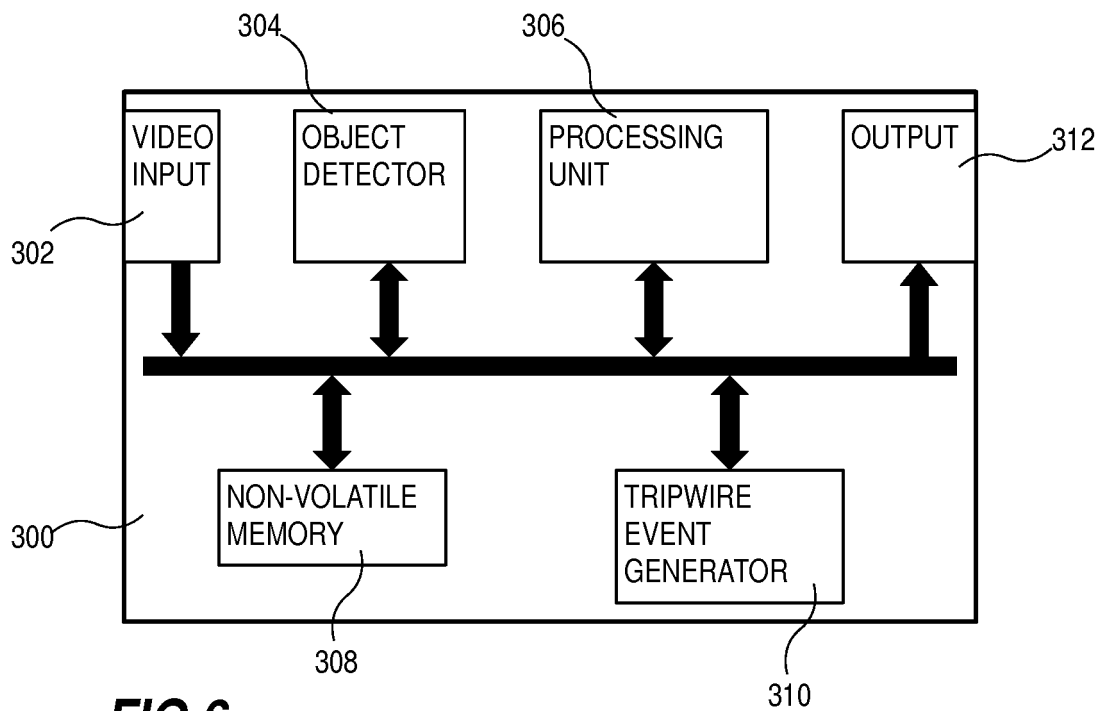 304
306
VIDEO
INPUT
OBJECT
DETECTOR
PROCESSING
UNIT
OUTPUT
312
302
NON-VOLATILE
MEMORY
TRIPWIRE
EVENT
GENERATOR
300
308
310
FIG 6